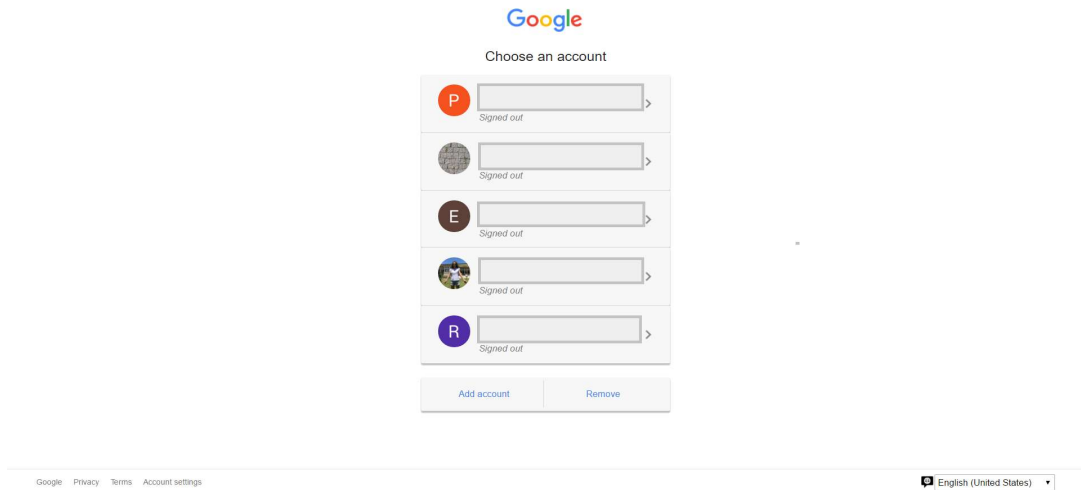 Google
Choose an account
P
Signed out
Signed out
E
Signed out
Signed out
R
Signed out
Add account Remove
Google Privacy Terms Account settings English (United States)